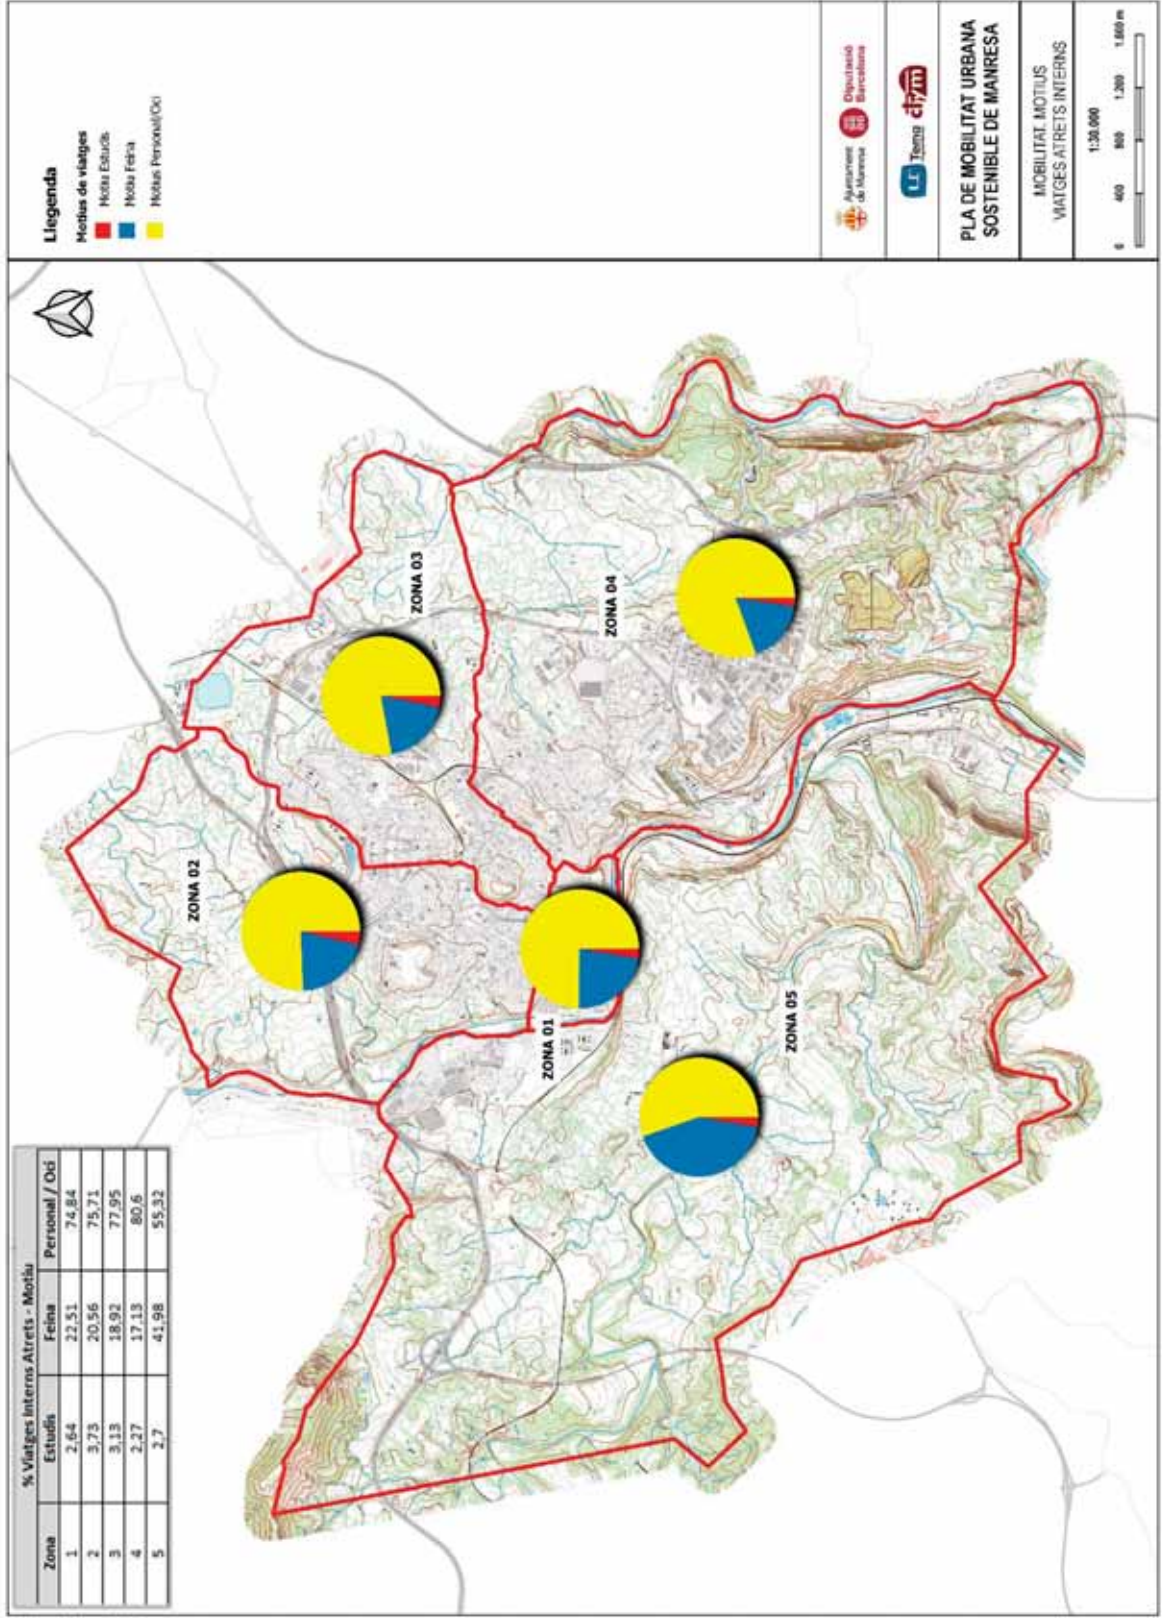 % Viatges Interns Atrets - Motiu
Zona Estudis Feina Personal / Oci
1 2,64 22,51 74,84
2 3,73 20,56 75,71
3 3,13 18,92 77,95
4 2,27 17,13 80,6
5 2,7 41,98 55,32
ZONA 02
ZONA 03
ZONA 01
ZONA 04
ZONA 05
Llegenda
Motius de viatges
Motiu Estudis
Motiu Feina
Motius Personal/Oci
Ajuntament
de Manresa
Diputació
Barcelona
Tema
PLA DE MOBILITAT URBANA
SOSTENIBLE DE MANRESA
MOBILITAT. MOTIUS
VIATGES ATRETS INTERNS
1:30.000
0 400 800 1.200 1.600 m